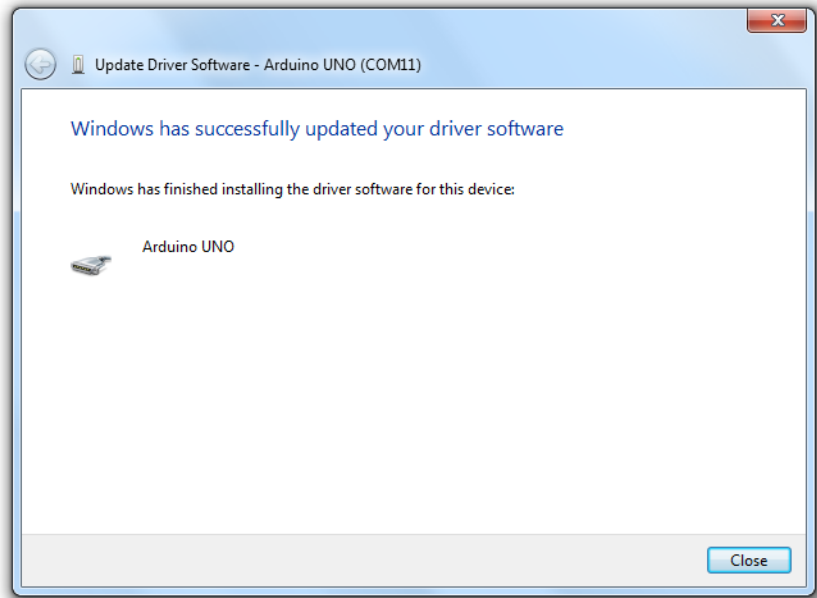 Update Driver Software - Arduino UNO (COM11)
Windows has successfully updated your driver software
Windows has finished installing the driver software for this device:
Arduino UNO
Close